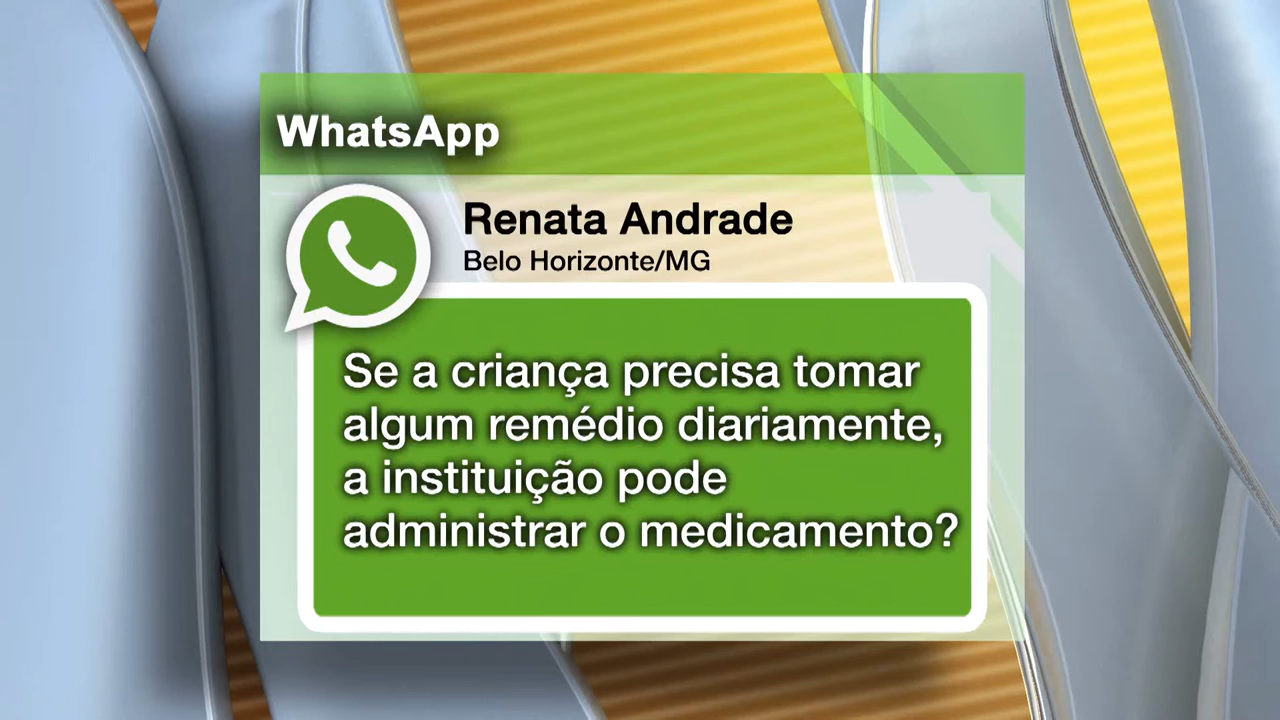 WhatsApp
Renata Andrade
Belo Horizonte/MG
Se a criança precisa tomar
algum remédio diariamente,
a instituição pode
administrar o medicamento?